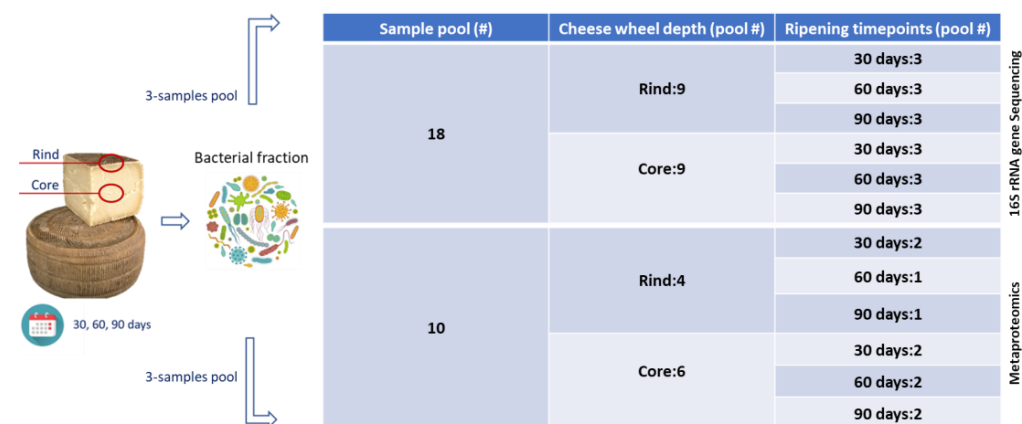 3-samples pool
Rind
Core
Bacterial fraction
30, 60, 90 days
3-samples pool
Sample pool (#) Cheese wheel depth (pool #) Ripening timepoints (pool #)
18
Rind:9
30 days:3
60 days:3
90 days:3
Core:9
30 days:3
60 days:3
90 days:3
16S rRNA gene Sequencing
10
Rind:4
30 days:2
60 days:1
90 days:1
Core:6
30 days:2
60 days:2
90 days:2
Metaproteomics